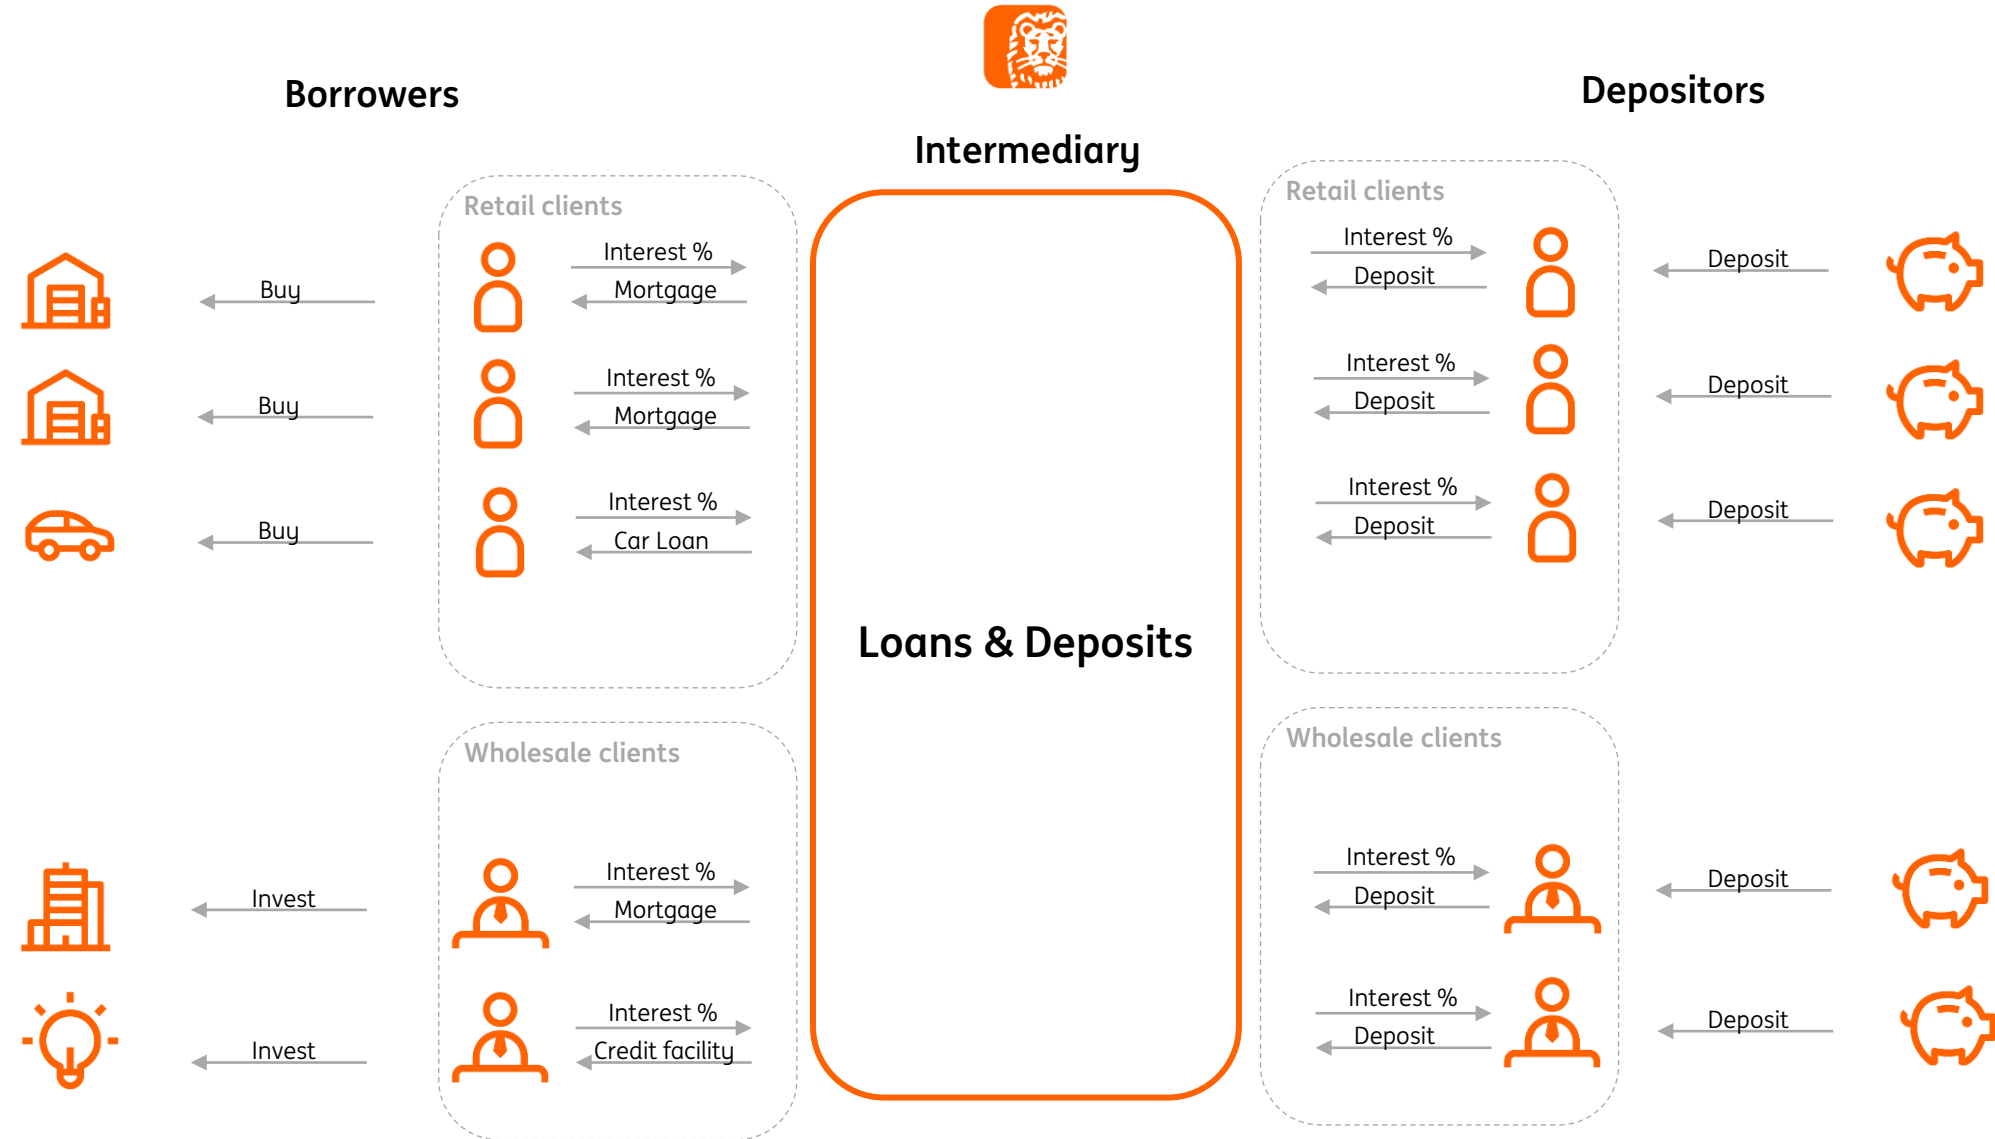 Borrowers
Intermediary
Depositors
Retail clients
Interest %
Buy
Mortgage
Interest %
Buy
Mortgage
Interest %
Buy
Car Loan
Wholesale clients
Interest %
Invest
Mortgage
Interest %
Invest
Credit facility
Loans & Deposits
Retail clients
Interest %
Deposit
Deposit
Interest %
Deposit
Deposit
Interest %
Deposit
Deposit
Wholesale clients
Interest %
Deposit
Deposit
Interest %
Deposit
Deposit